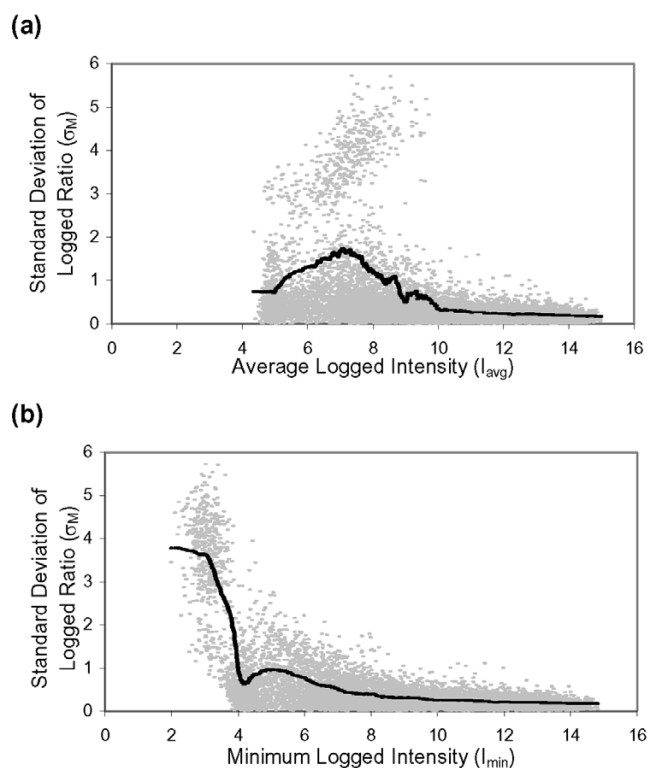 (a)
Standard Deviation of
Logged Ratio (σM)
6
5
4
3
2
1
0
0 2 4 6 8 10 12 14 16
Average Logged Intensity (Iavg)
(b)
Standard Deviation of
Logged Ratio (σM)
6
5
4
3
2
1
0
0 2 4 6 8 10 12 14 16
Minimum Logged Intensity (Imin)